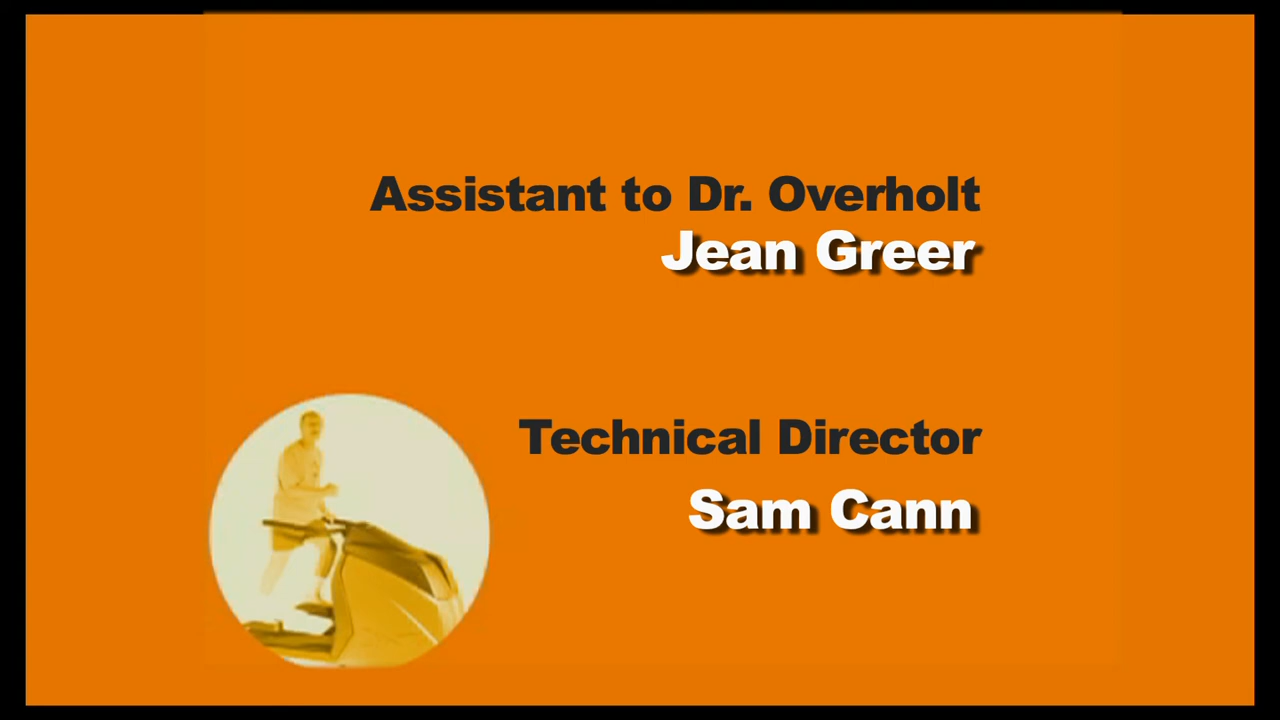 Assistant to Dr. Overholt
Jean Greer
Technical Director
Sam Cann